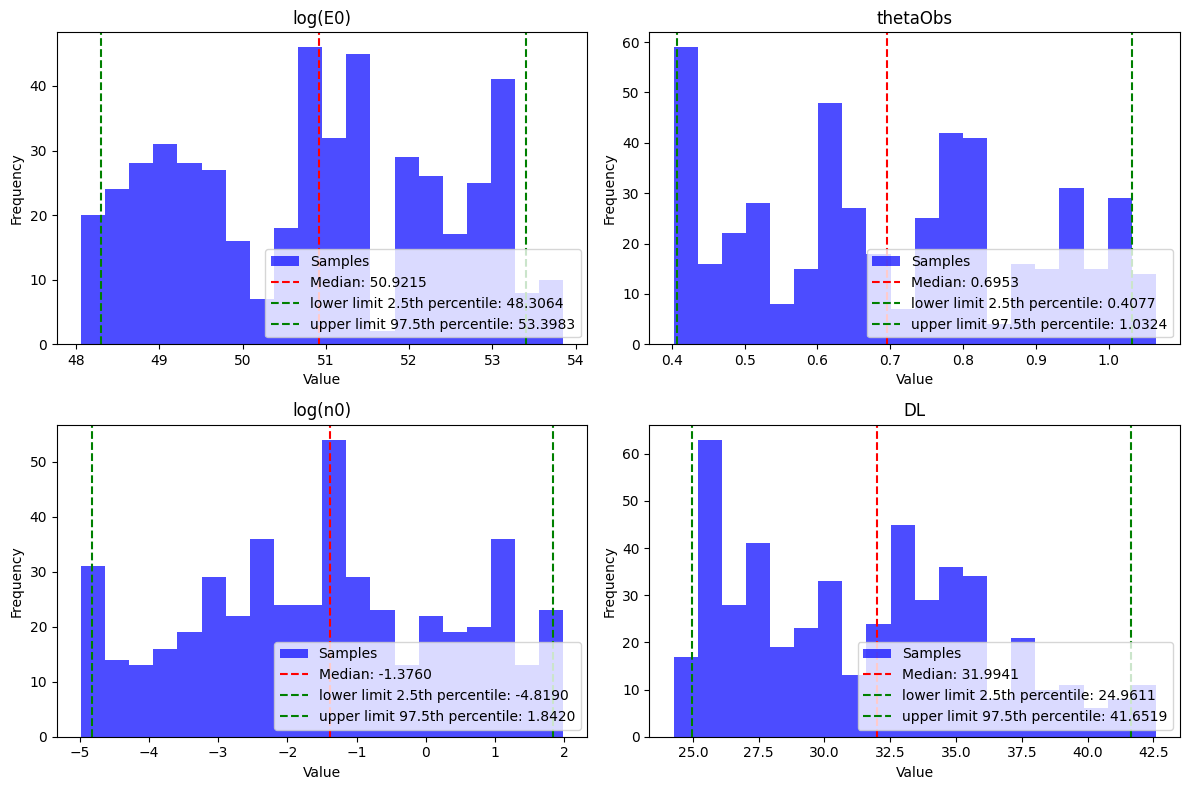 log(E0)
Frequency
40
30
20
10
0
48
49
50
51
52
53
54
Value
Samples
Median: 50.9215
lower limit 2.5th percentile: 48.3064
upper limit 97.5th percentile: 53.3983
thetaObs
Frequency
60
50
40
30
20
10
0
0.4
0.5
0.6
0.7
0.8
0.9
1.0
Value
Samples
Median: 0.6953
lower limit 2.5th percentile: 0.4077
upper limit 97.5th percentile: 1.0324
log(n0)
Frequency
50
40
30
20
10
0
−5
−4
−3
−2
−1
0
1
2
Value
Samples
Median: -1.3760
lower limit 2.5th percentile: -4.8190
upper limit 97.5th percentile: 1.8420
DL
Frequency
60
50
40
30
20
10
0
25.0
27.5
30.0
32.5
35.0
37.5
40.0
42.5
Value
Samples
Median: 31.9941
lower limit 2.5th percentile: 24.9611
upper limit 97.5th percentile: 41.6519